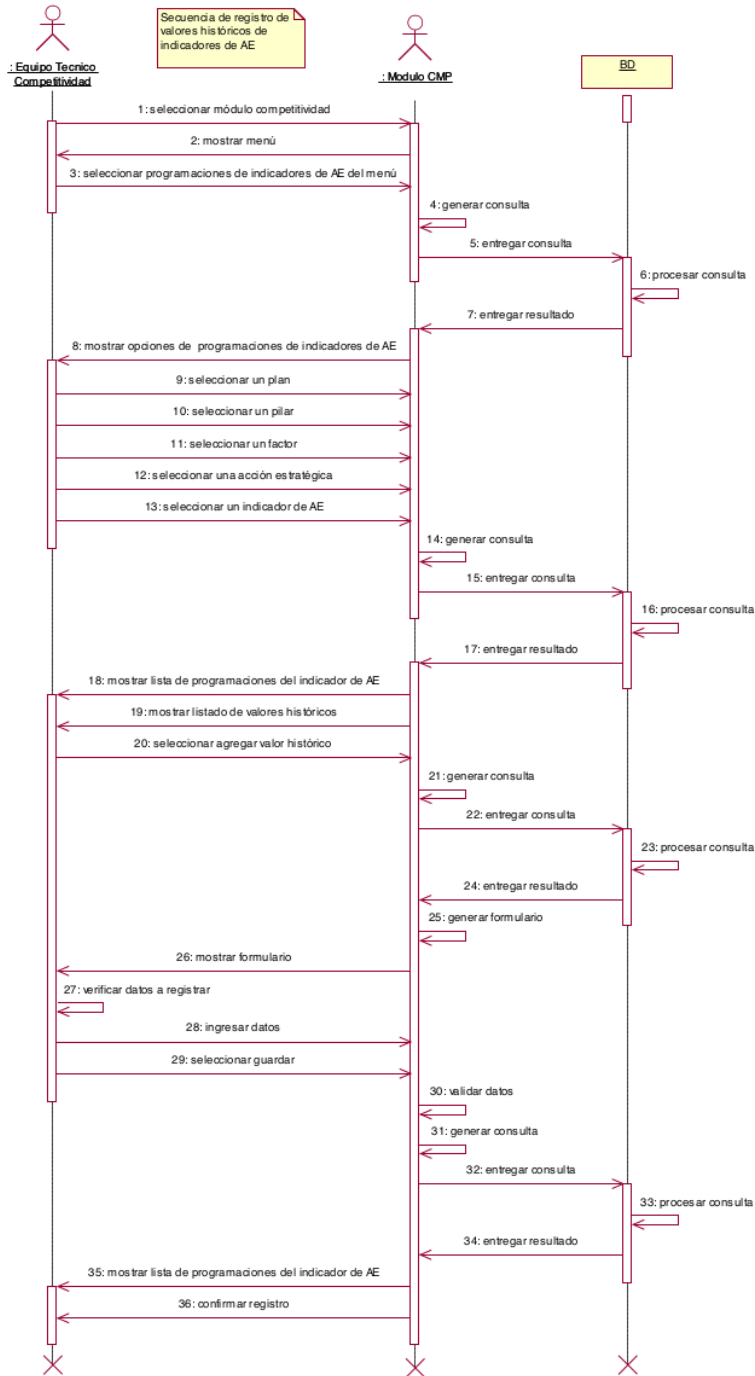 Secuencia de registro de
valores históricos de
indicadores de AE
: Equipo Tecnico
Competitividad
: Modulo CMP
BD
1: seleccionar módulo competitividad
2: mostrar menú
3: seleccionar programaciones de indicadores de AE del menú
4: generar consulta
5: entregar consulta
6: procesar consulta
7: entregar resultado
8: mostrar opciones de programaciones de indicadores de AE
9: seleccionar un plan
10: seleccionar un pilar
11: seleccionar un factor
12: seleccionar una acción estratégica
13: seleccionar un indicador de AE
14: generar consulta
15: entregar consulta
16: procesar consulta
17: entregar resultado
18: mostrar lista de programaciones del indicador de AE
19: mostrar listado de valores históricos
20: seleccionar agregar valor histórico
21: generar consulta
22: entregar consulta
23: procesar consulta
24: entregar resultado
25: generar formulario
26: mostrar formulario
27: verificar datos a registrar
28: ingresar datos
29: seleccionar guardar
30: validar datos
31: generar consulta
32: entregar consulta
33: procesar consulta
34: entregar resultado
35: mostrar lista de programaciones del indicador de AE
36: confirmar registro